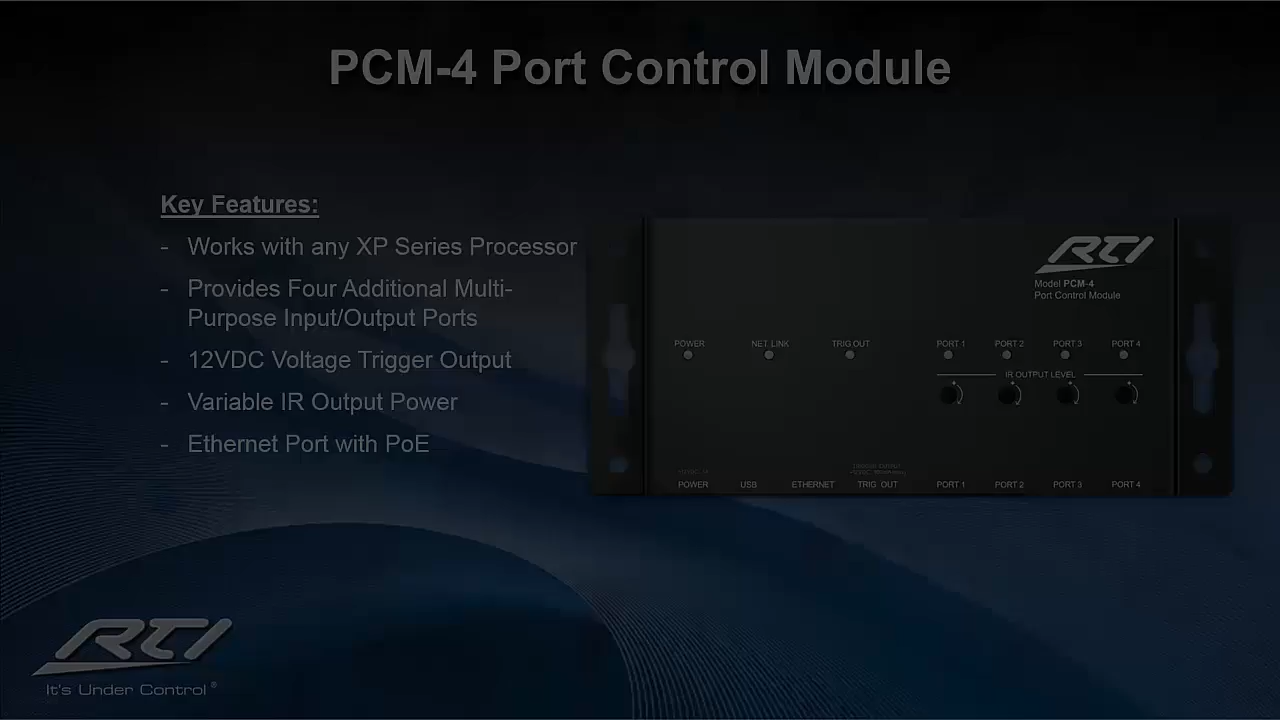 PCM-4 Port Control Module
Key Features:
- Works with any XP Series Processor
- Provides Four Additional Multi-
Purpose Input/Output Ports
- 12VDC Voltage Trigger Output
- Variable IR Output Power
- Ethernet Port with PoE
RTI
Model PCM-4
Port Control Module
POWER NET LINK TRIG OUT PORT 1 PORT 2 PORT 3 PORT 4
IR OUTPUT LEVEL
POWER USB ETHERNET TRIG OUT PORT 1 PORT 2 PORT 3 PORT 4
RTI
It's Under Control®